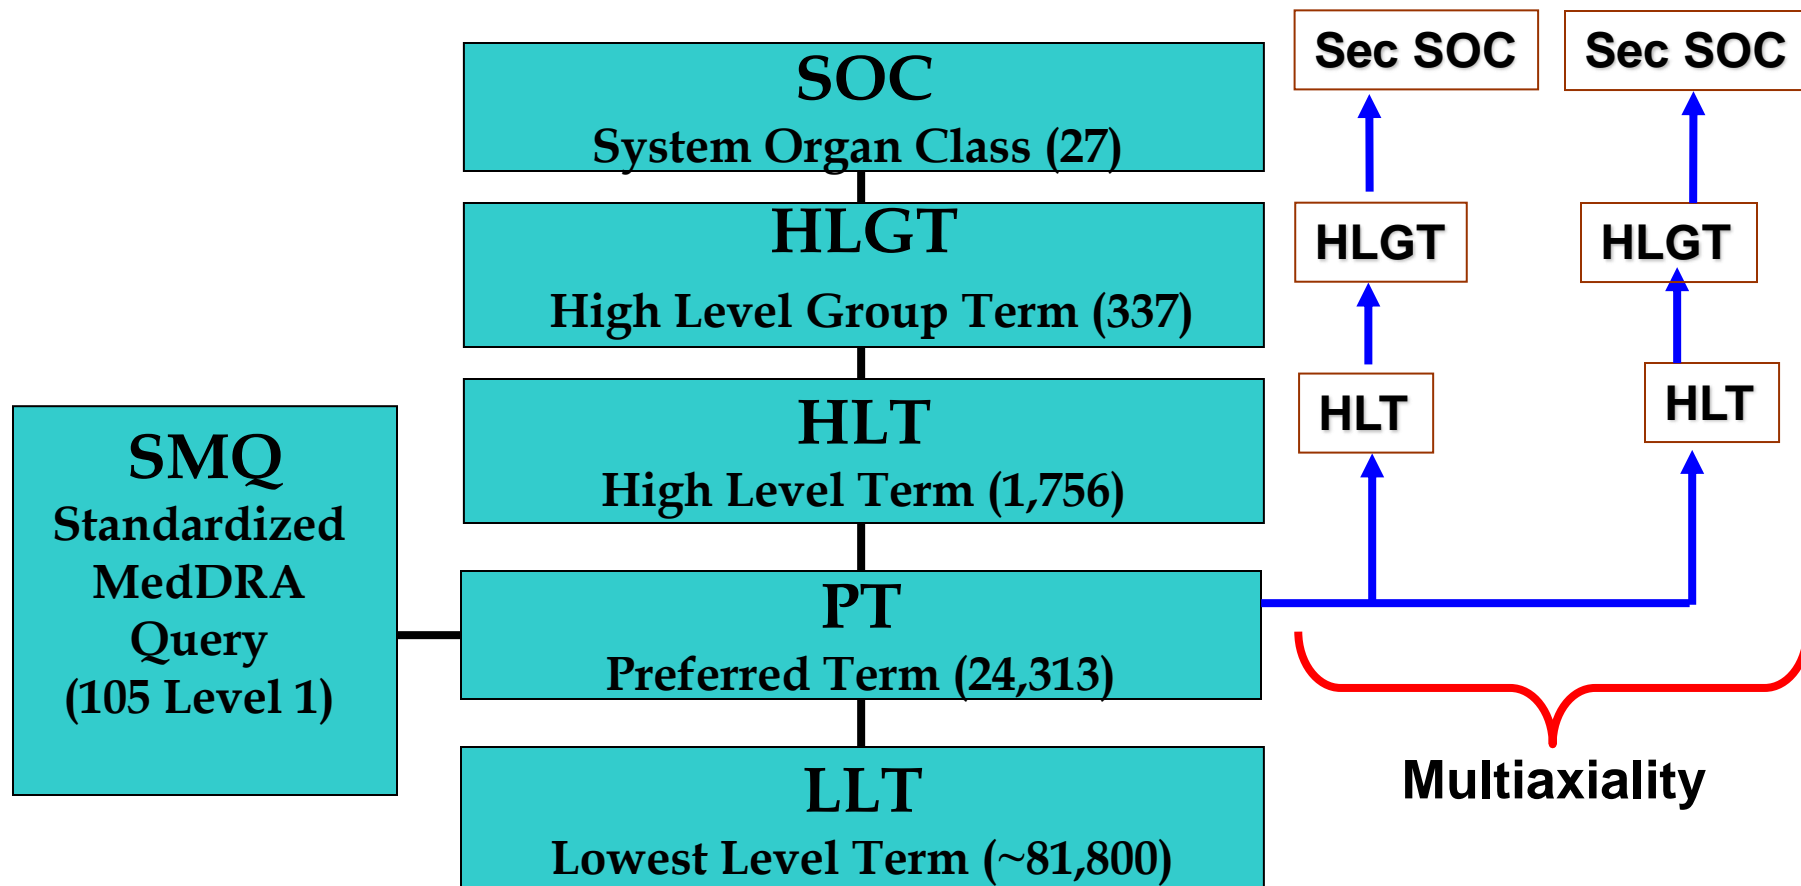 SOC
System Organ Class (27)
HLGT
High Level Group Term (337)
HLT
High Level Term (1,756)
PT
Preferred Term (24,313)
LLT
Lowest Level Term (~81,800)
SMQ
Standardized
MedDRA
Query
(105 Level 1)
Sec SOC
HLGT
HLT
Sec SOC
HLGT
HLT
Multiaxiality